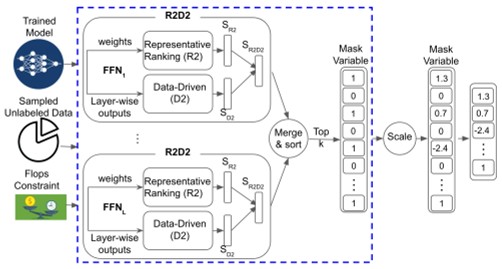 Trained
Model
Sampled
Unlabeled Data
Flops
Constraint
R2D2
weights
FFN1
Layer-wise
outputs
Representative
Ranking (R2)
Data-Driven
(D2)
SR2
SR2D2
SD2
R2D2
weights
FFNL
Layer-wise
outputs
Representative
Ranking (R2)
Data-Driven
(D2)
SR2
SR2D2
SD2
Merge
& sort
Top
k
Mask
Variable
1
0
1
0
1
0
1
Scale
Mask
Variable
1.3
0
0.7
0
-2.4
0
1
1.3
0.7
-2.4
1